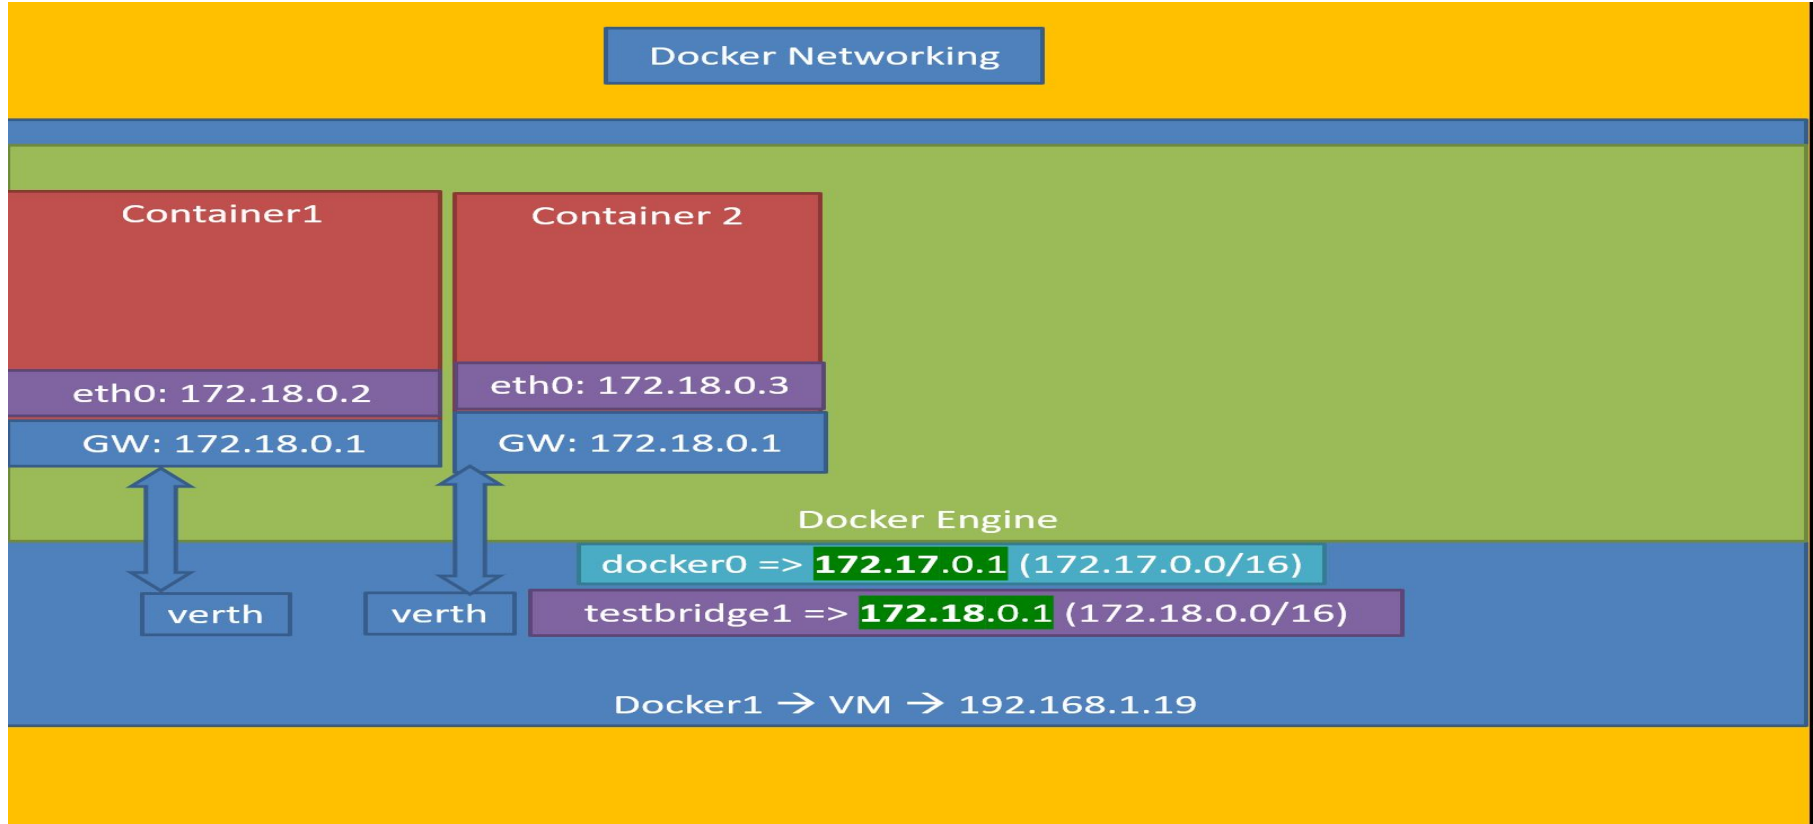 Docker Networking
Container1
Container 2
eth0: 172.18.0.2
eth0: 172.18.0.3
GW: 172.18.0.1
GW: 172.18.0.1
Docker Engine
docker0 => 172.17.0.1 (172.17.0.0/16)
verth
verth
testbridge1 => 172.18.0.1 (172.18.0.0/16)
Docker1 → VM → 192.168.1.19